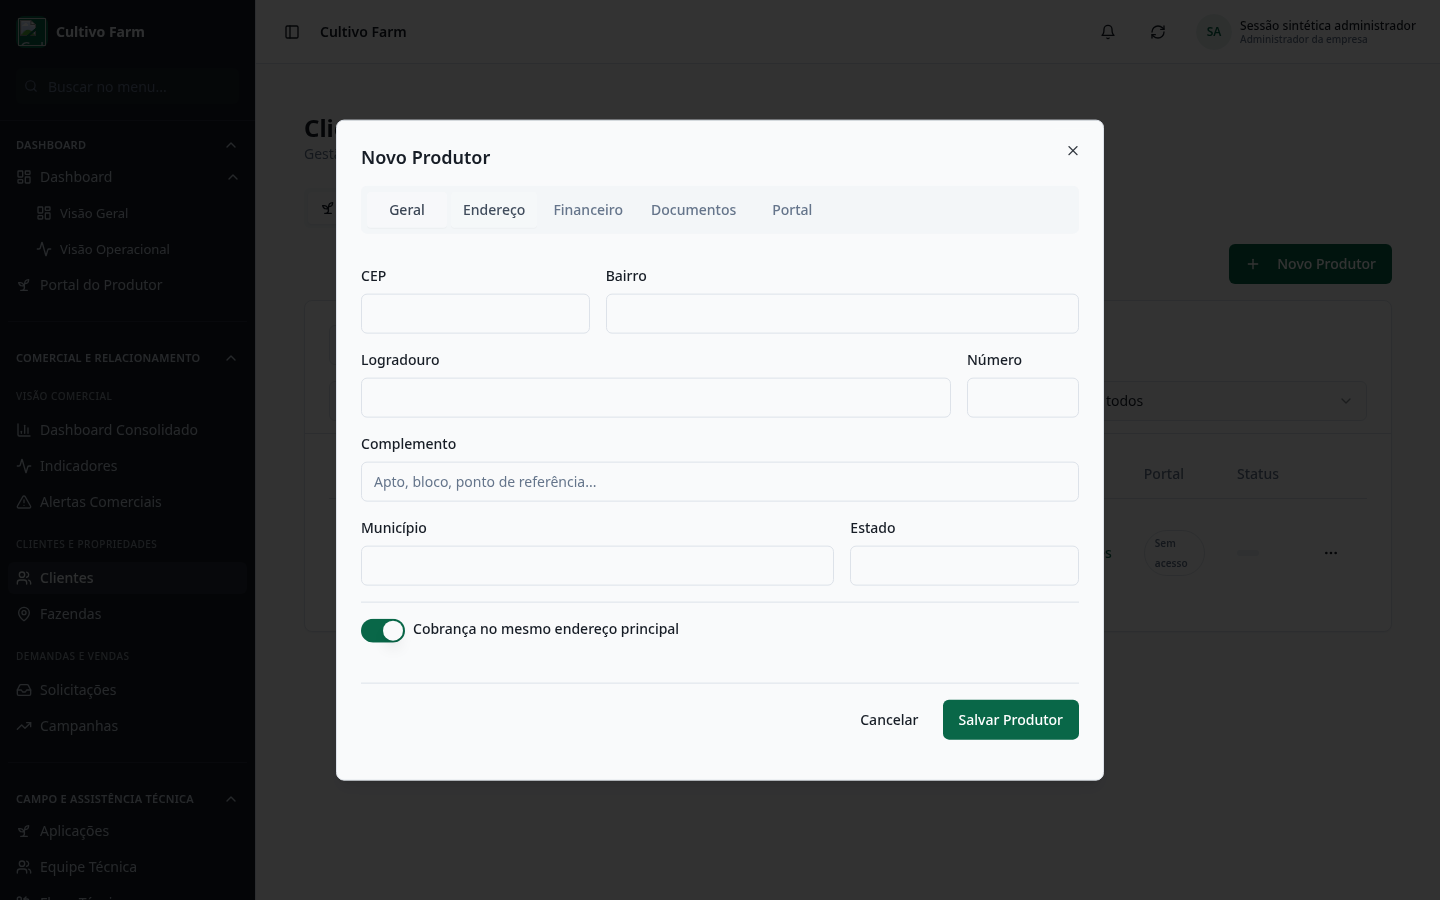 Cultivo Farm
Buscar no menu...
DASHBOARD
Dashboard
Visão Geral
Visão Operacional
Portal do Produtor
COMERCIAL E RELACIONAMENTO
VISÃO COMERCIAL
Dashboard Consolidado
Indicadores
Alertas Comerciais
CLIENTES E PROPRIEDADES
Clientes
Fazendas
DEMANDAS E VENDAS
Solicitações
Campanhas
CAMPO E ASSISTÊNCIA TÉCNICA
Aplicações
Equipe Técnica
Cultivo Farm
SA
Sessão sintética administrador
Administrador da empresa
Novo Produtor
todos
Portal
Status
Sem
acesso
Novo Produtor
Geral
Endereço
Financeiro
Documentos
Portal
CEP
Bairro
Logradouro
Número
Complemento
Apto, bloco, ponto de referência...
Município
Estado
Cobrança no mesmo endereço principal
Cancelar
Salvar Produtor